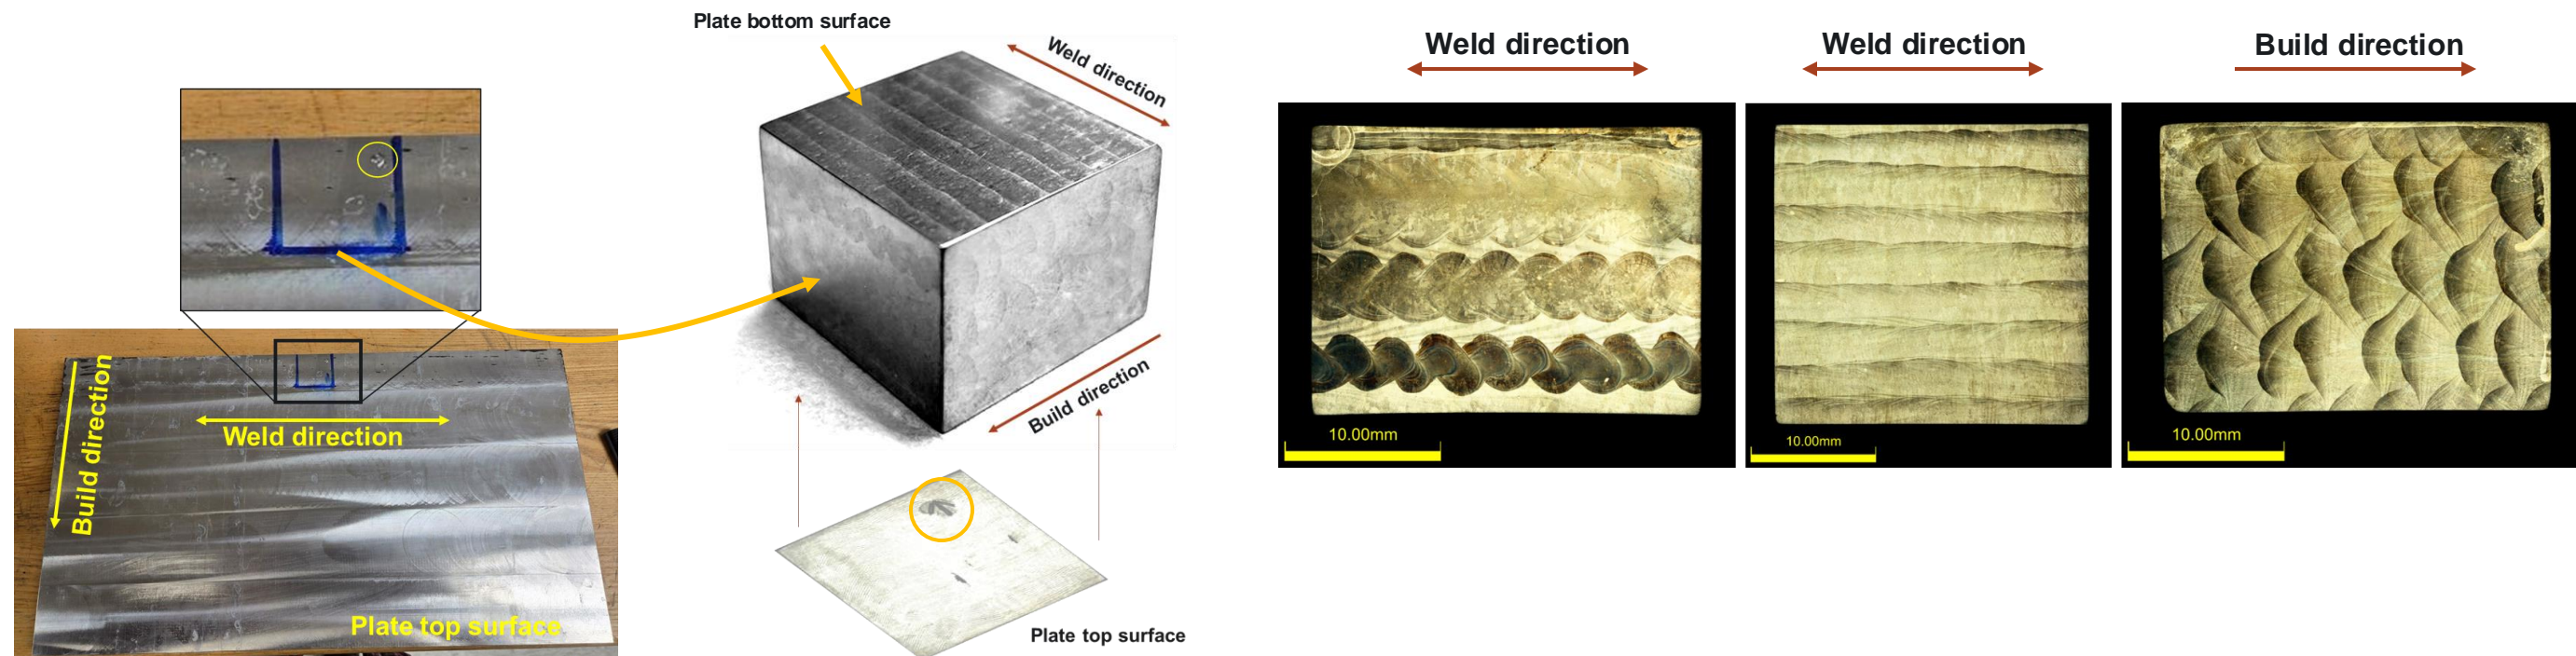 Plate bottom surface
Weld direction
Build direction
Plate top surface
Build direction
Weld direction
Plate top surface
Weld direction
Weld direction
Build direction
10.00mm
10.00mm
10.00mm